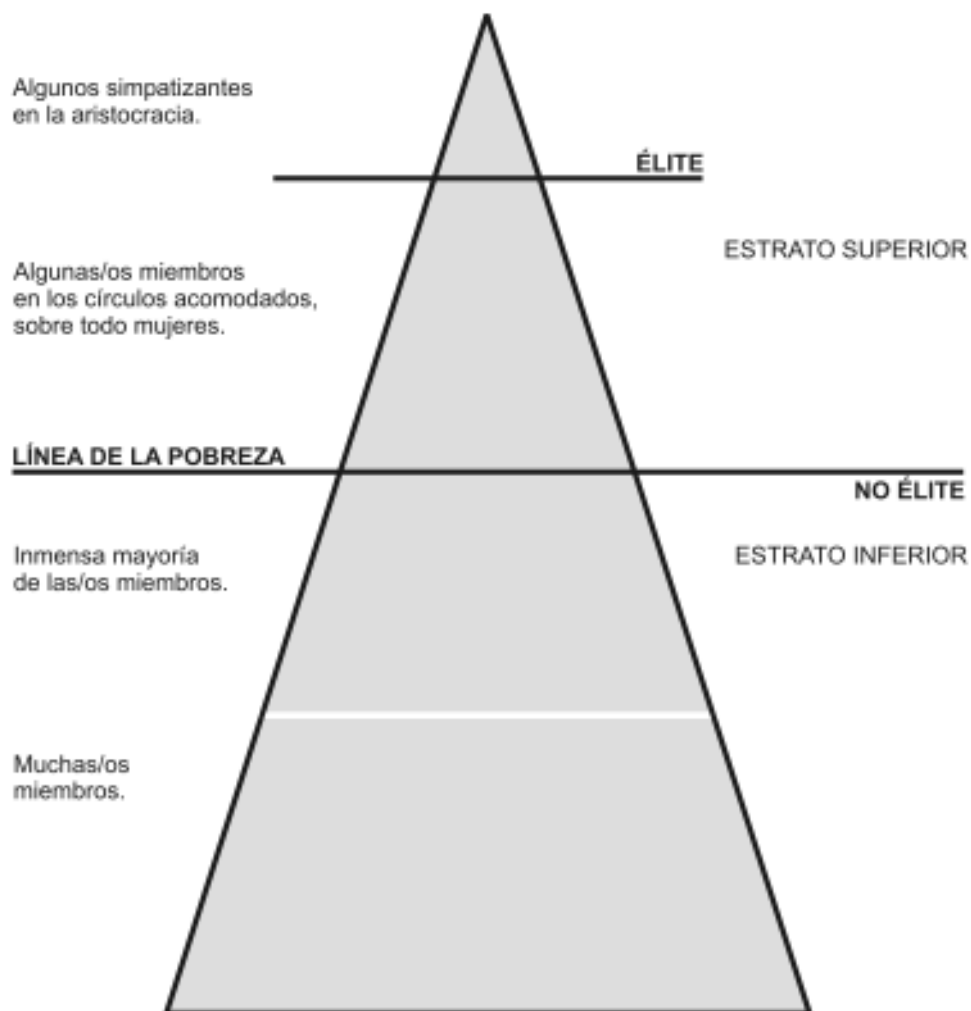 Algunos simpatizantes
en la aristocracia.
ÉLITE
ESTRATO SUPERIOR
Algunas/os miembros
en los círculos acomodados,
sobre todo mujeres.
LÍNEA DE LA POBREZA
NO ÉLITE
Inmensa mayoría
de las/os miembros.
ESTRATO INFERIOR
Muchas/os
miembros.